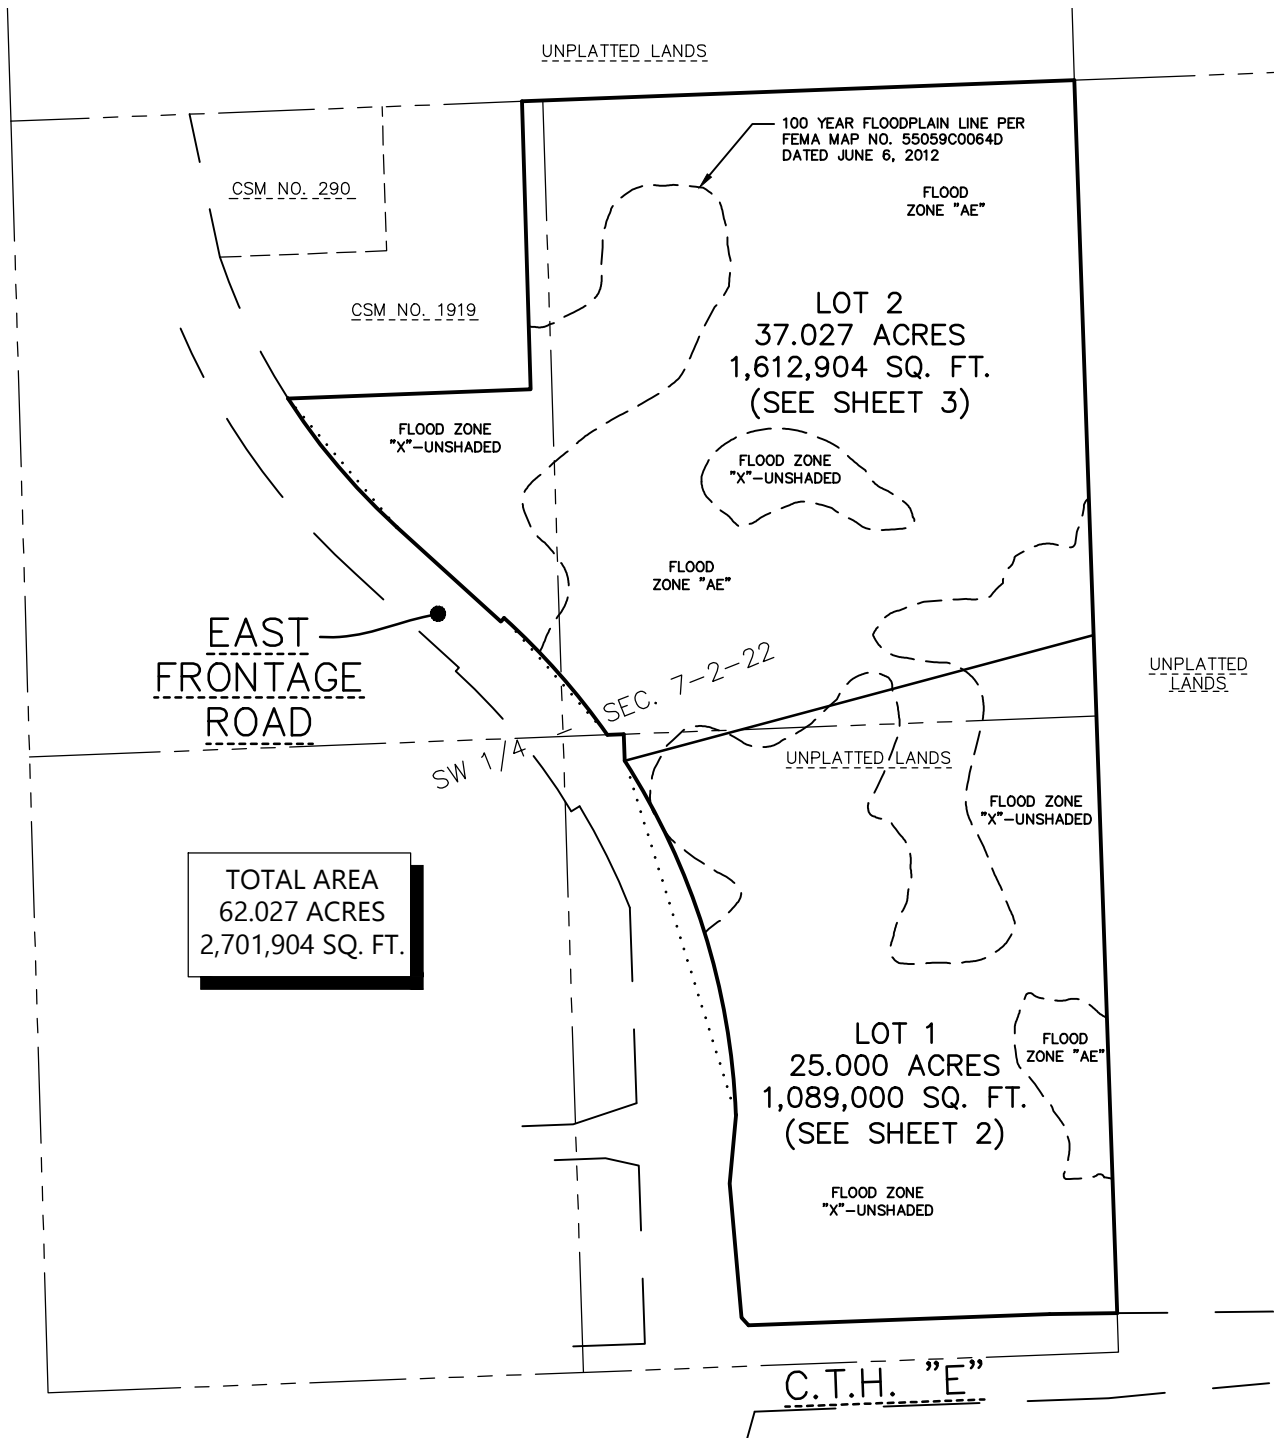 UNPLATTED LANDS
100 YEAR FLOODPLAIN LINE PER
FEMA MAP NO. 55059C0064D
DATED JUNE 6, 2012
CSM NO. 290
FLOOD
ZONE "AE"
CSM NO. 1919
LOT 2
37.027 ACRES
1,612,904 SQ. FT.
(SEE SHEET 3)
FLOOD ZONE
"X"-UNSHADED
FLOOD ZONE
"X"-UNSHADED
FLOOD
ZONE "AE"
EAST
FRONTAGE
ROAD
SW 1/4 SEC. 7-2-22
UNPLATTED
LANDS
UNPLATTED LANDS
FLOOD ZONE
"X"-UNSHADED
TOTAL AREA
62.027 ACRES
2,701,904 SQ. FT.
LOT 1
25.000 ACRES
1,089,000 SQ. FT.
(SEE SHEET 2)
FLOOD
ZONE "AE"
FLOOD ZONE
"X"-UNSHADED
C.T.H. "E"